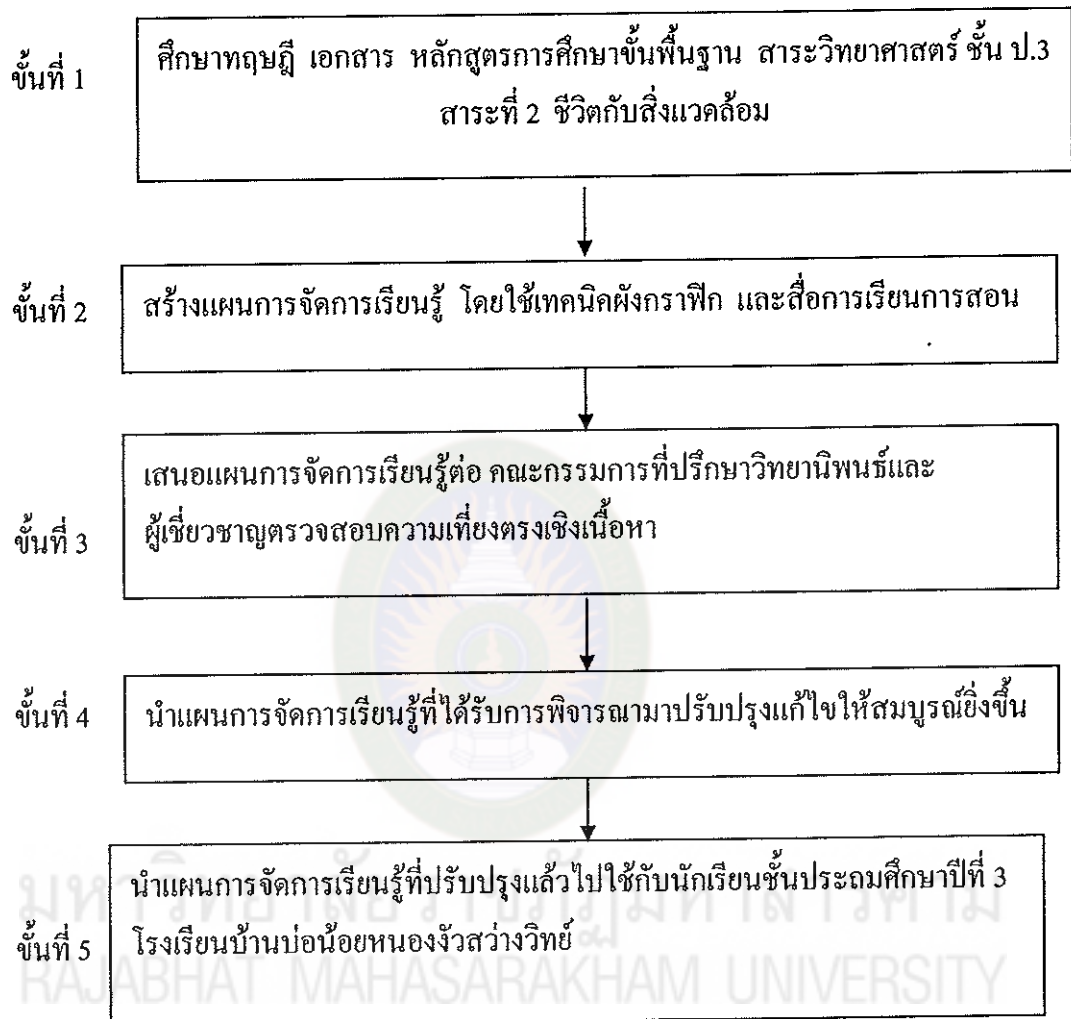 ขั้นที่ 1
ศึกษาทฤษฎี เอกสาร หลักสูตรการศึกษาขั้นพื้นฐาน สาระวิทยาศาสตร์ ชั้น ป.3
สาระที่ 2 ชีวิตกับสิ่งแวดล้อม
ขั้นที่ 2
สร้างแผนการจัดการเรียนรู้ โดยใช้เทคนิคผังกราฟิก และสื่อการเรียนการสอน
ขั้นที่ 3
เสนอแผนการจัดการเรียนรู้ต่อ คณะกรรมการที่ปรึกษาวิทยานิพนธ์และ
ผู้เชี่ยวชาญตรวจสอบความเที่ยงตรงเชิงเนื้อหา
ขั้นที่ 4
นำแผนการจัดการเรียนรู้ที่ได้รับการพิจารณามาปรับปรุงแก้ไขให้สมบูรณ์ยิ่งขึ้น
ขั้นที่ 5
นำแผนการจัดการเรียนรู้ที่ปรับปรุงแล้วไปใช้กับนักเรียนชั้นประถมศึกษาปีที่ 3
โรงเรียนบ้านบ่อน้อยหนองงัวสว่างวิทย์
มหาวิทยาลัยราชภัฏมหาสารคาม
RAJABHAT MAHASARAKHAM UNIVERSITY